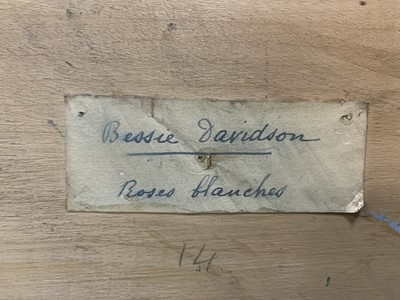 Bessie Davidson
Roses blanches
14